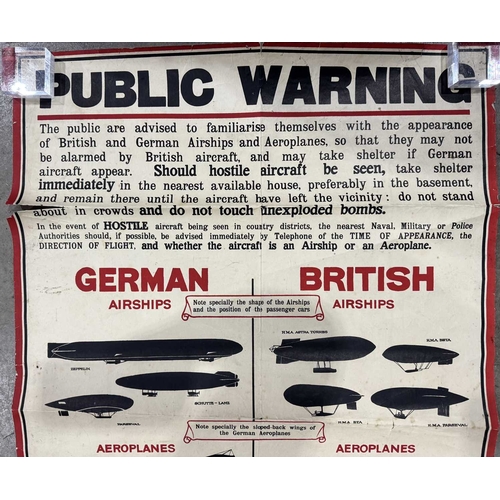 PUBLIC WARNING
The public are advised to familiarise themselves with the appearance
of British and German Airships and Aeroplanes, so that they may not
be alarmed by British aircraft, and may take shelter if German
aircraft appear. Should hostile aircraft be seen, take shelter
immediately in the nearest available house, preferably in the basement,
and remain there until the aircraft have left the vicinity: do not stand
about in crowds and do not touch unexploded bombs.
In the event of HOSTILE aircraft being seen in country districts, the nearest Naval, Military or Police
Authorities should, if possible, be advised immediately by Telephone of the TIME OF APPEARANCE, the
DIRECTION OF FLIGHT, and whether the aircraft is an Airship or an Aeroplane.
GERMAN
AIRSHIPS
BRITISH
AIRSHIPS
Note specially the shape of the Airships
and the position of the passenger cars
ZEPPELIN
SCHUTTE-LANZ
PARSEVAL
H.M.A. ASTRA TORRES
H.M.A. BETA
H.M.A. ETA
H.M.A. PARSEVAL
Note specially the sloped-back wings of
the German Aeroplanes
AEROPLANES
AEROPLANES